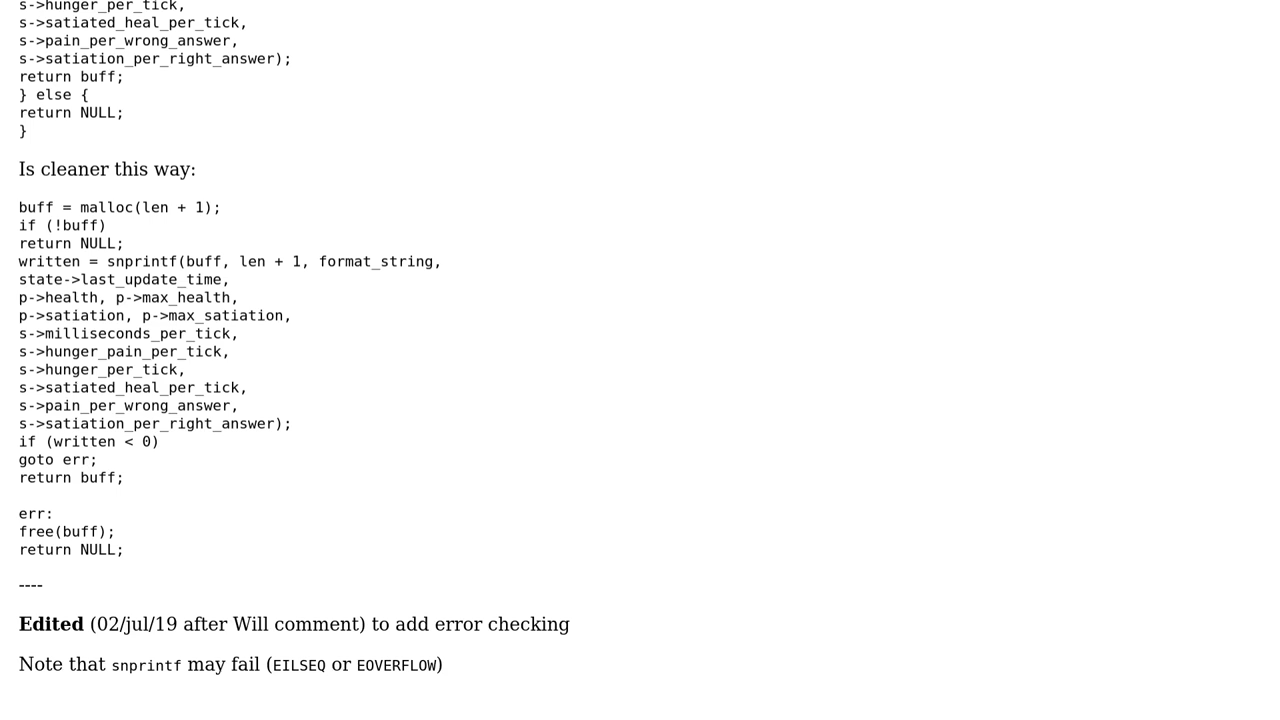 s->hunger_per_tick,
s->satiated_heal_per_tick,
s->pain_per_wrong_answer,
s->satiation_per_right_answer);
return buff;
} else {
return NULL;
}
Is cleaner this way:
buff = malloc(len + 1);
if (!buff)
return NULL;
written = snprintf(buff, len + 1, format_string,
state->last_update_time,
p->health, p->max_health,
p->satiation, p->max_satiation,
s->milliseconds_per_tick,
s->hunger_pain_per_tick,
s->hunger_per_tick,
s->satiated_heal_per_tick,
s->pain_per_wrong_answer,
s->satiation_per_right_answer);
if (written < 0)
goto err;
return buff;
err:
free(buff);
return NULL;
----
Edited (02/jul/19 after Will comment) to add error checking
Note that snprintf may fail (EILSEQ or EOVERFLOW)